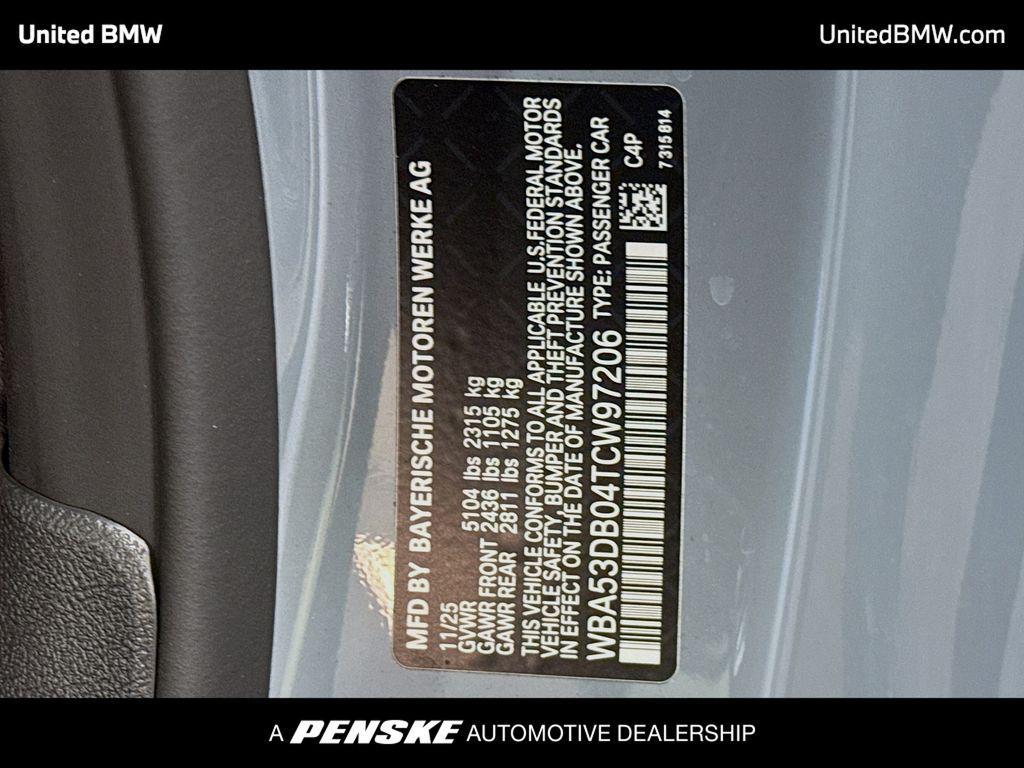 United BMW
UnitedBMW.com
MFD BY BAYERISCHE MOTOREN WERKE AG
11/25
GVWR 5104 lbs 2315 kg
GAWR FRONT 2436 lbs 1105 kg
GAWR REAR 2811 lbs 1275 kg
THIS VEHICLE CONFORMS TO ALL APPLICABLE U.S.FEDERAL MOTOR
VEHICLE SAFETY, BUMPER AND THEFT PREVENTION STANDARDS
IN EFFECT ON THE DATE OF MANUFACTURE SHOWN ABOVE.
WBA53DB04TCW97206 TYPE: PASSENGER CAR
C4P
7315814
A PENSKE AUTOMOTIVE DEALERSHIP